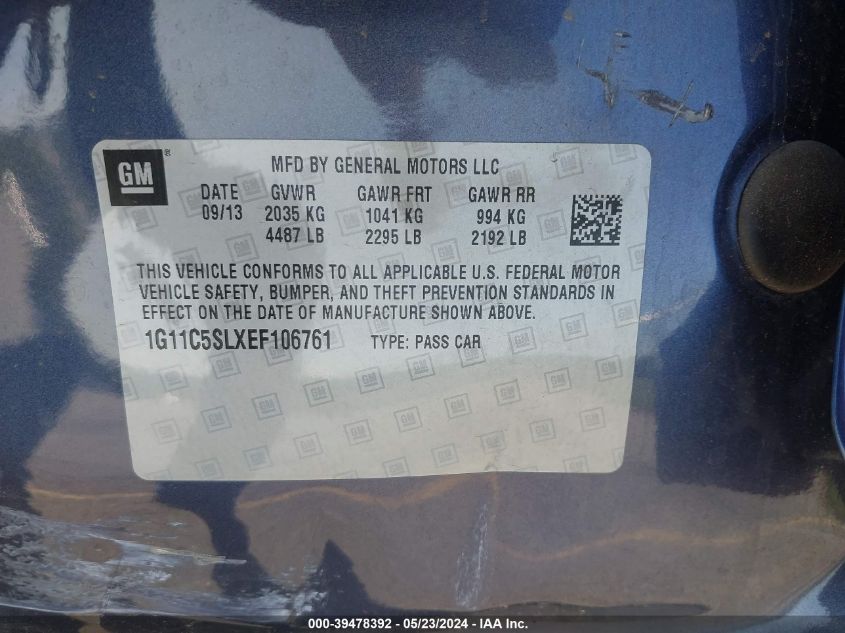 GM ® MFD BY GENERAL MOTORS LLC
DATE GVWR GAWR FRT GAWR RR
09/13 2035 KG 1041 KG 994 KG
4487 LB 2295 LB 2192 LB
THIS VEHICLE CONFORMS TO ALL APPLICABLE U.S. FEDERAL MOTOR
VEHICLE SAFETY, BUMPER, AND THEFT PREVENTION STANDARDS IN
EFFECT ON THE DATE OF MANUFACTURE SHOWN ABOVE.
1G11C5SLXEF106761 TYPE: PASS CAR
000-39478392 - 05/23/2024 - IAA Inc.